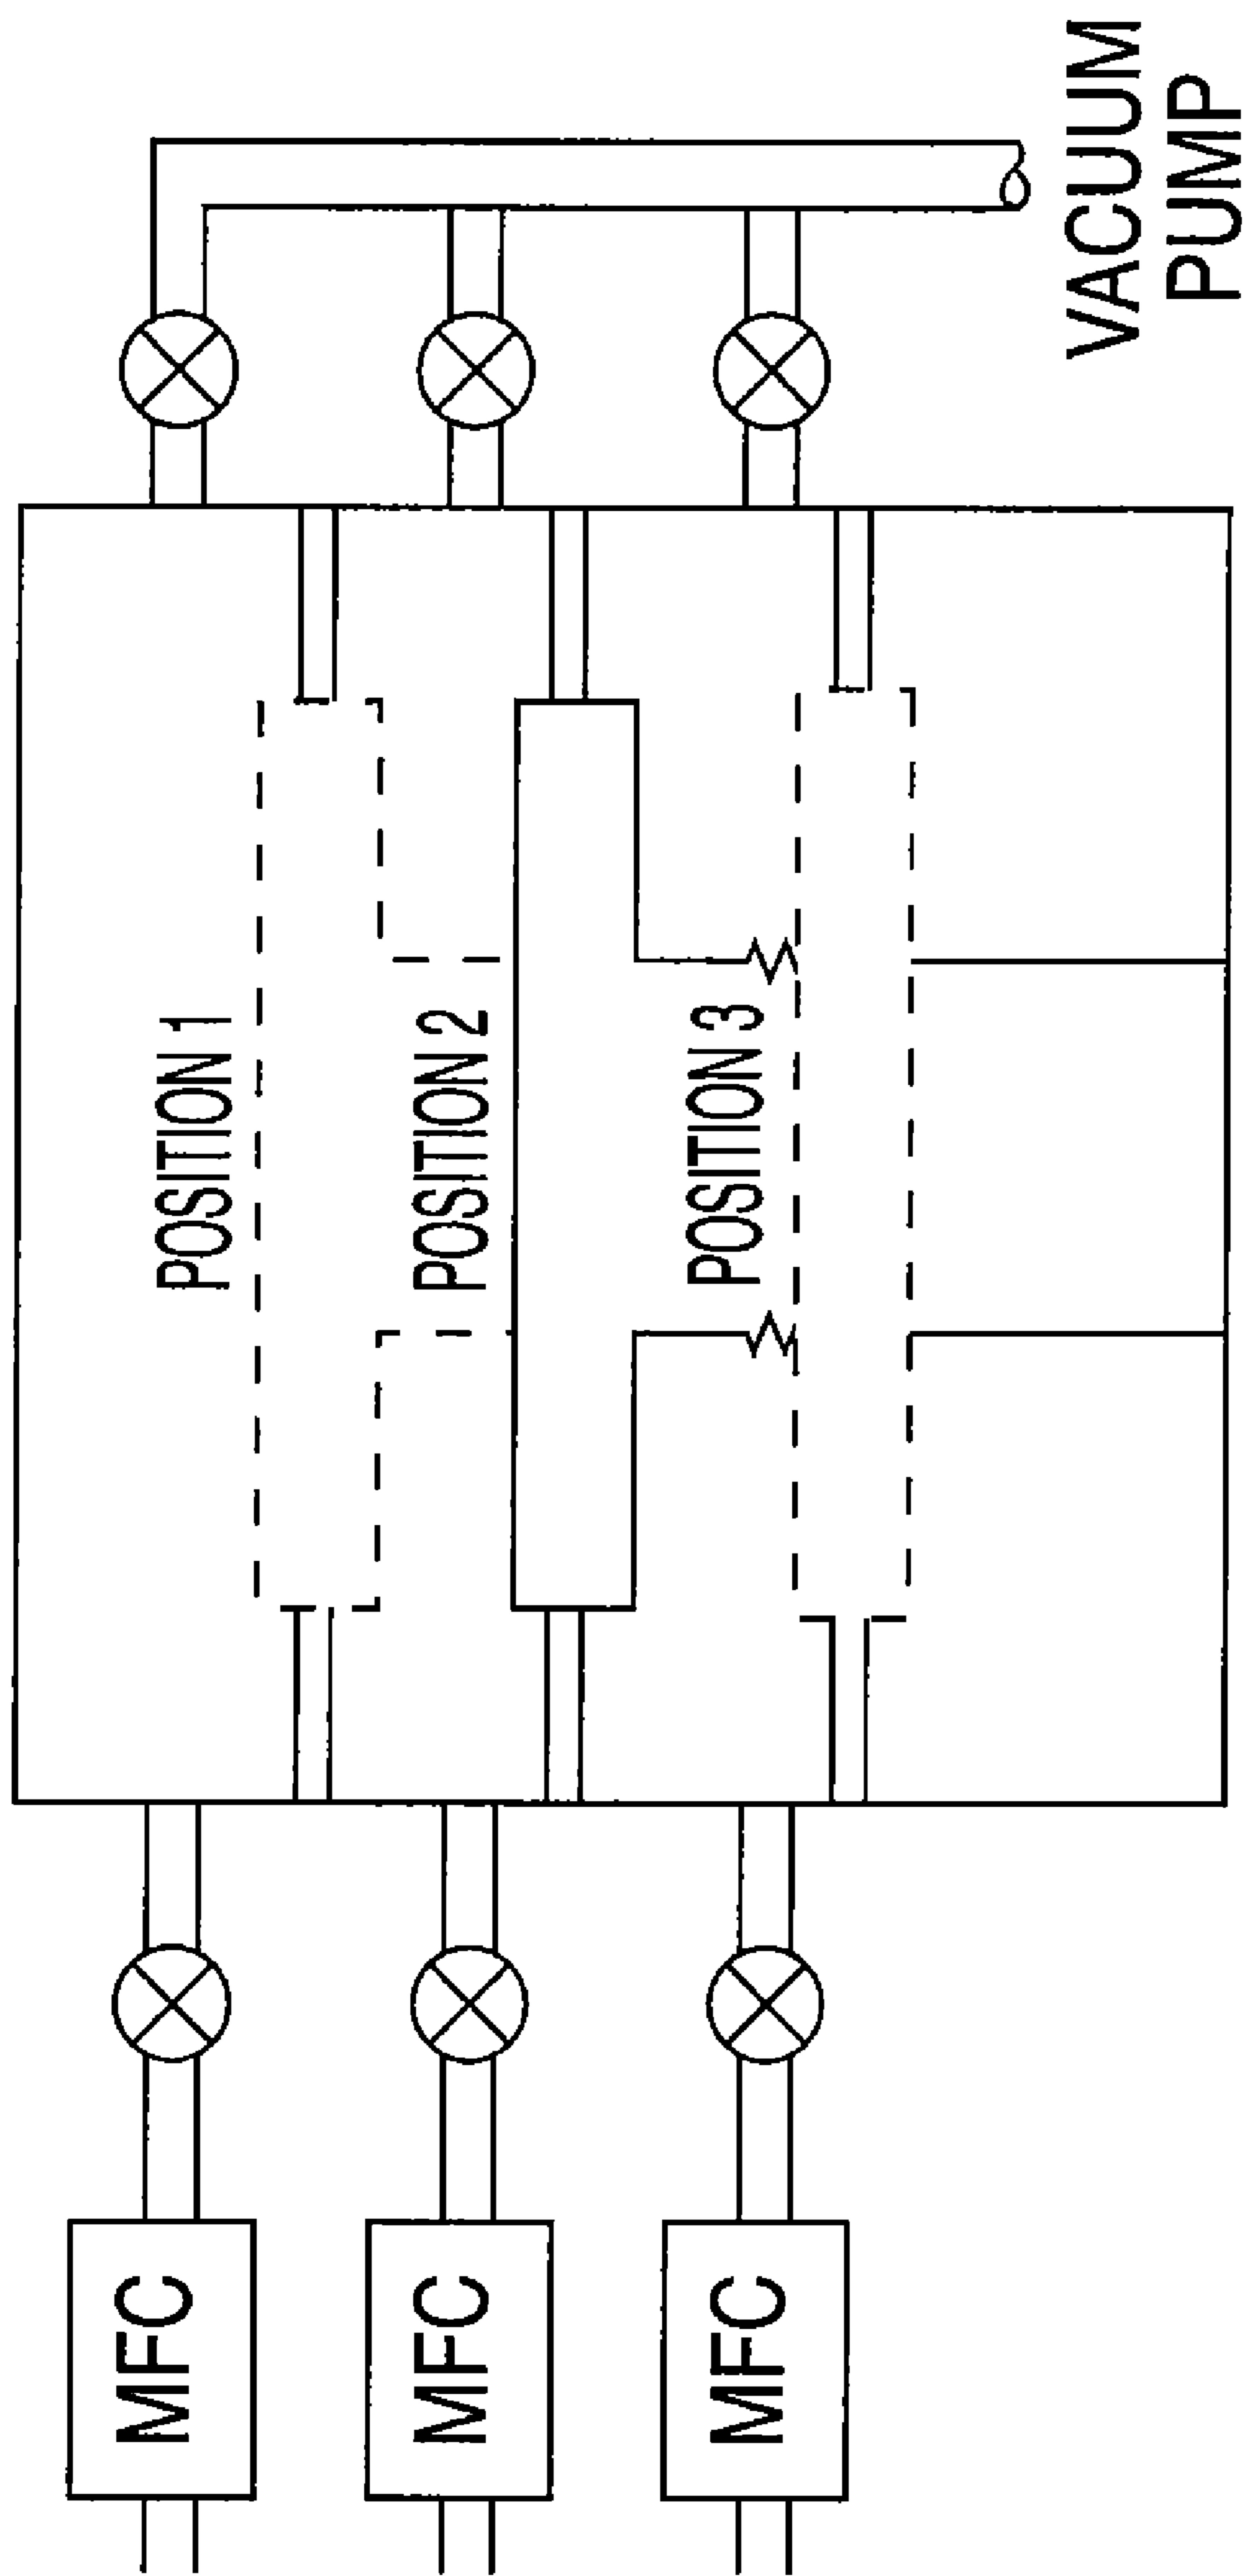 MFC
MFC
MFC
POSITION 1
POSITION 2
POSITION 3
VACUUM
PUMP